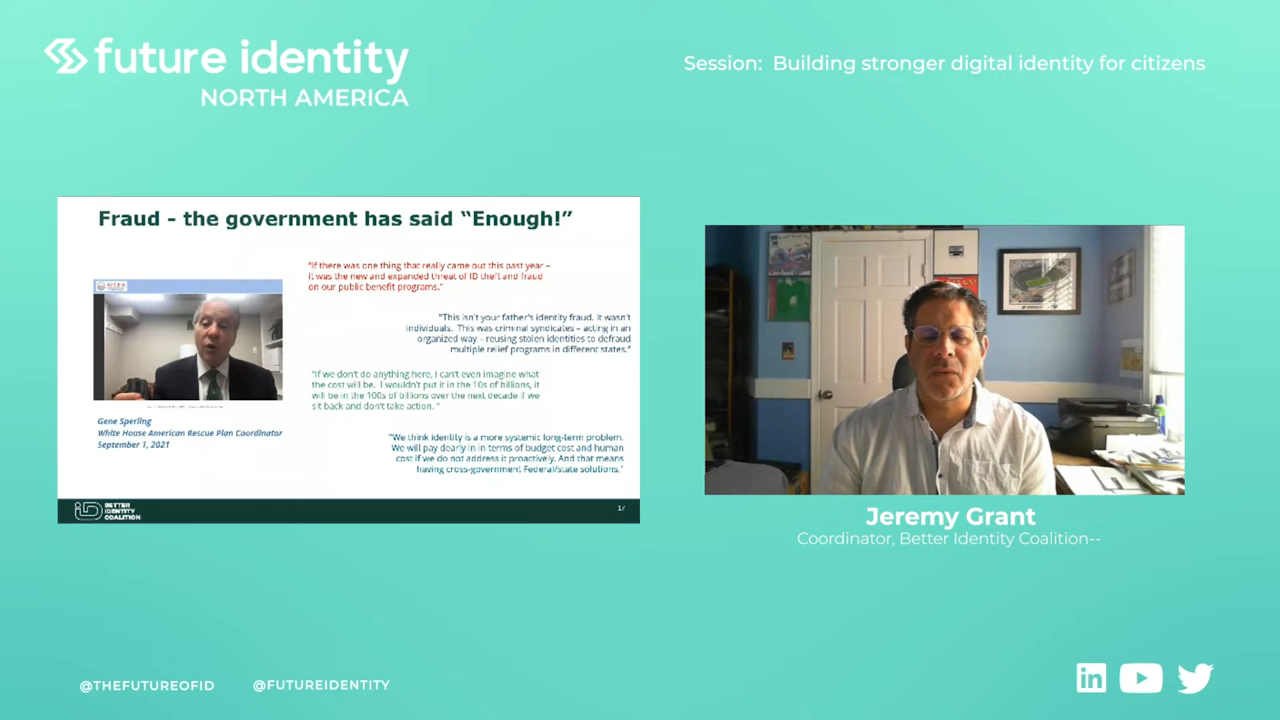 future identity
NORTH AMERICA
Session: Building stronger digital identity for citizens
Fraud – the government has said “Enough!”
“If there was one thing that really came out this past year –
it was the new and expanded threat of ID theft and fraud
on our public benefit programs.”
“This isn’t your father’s identity fraud. It wasn’t
individuals. This was criminal syndicates – acting in an
organized way – reusing stolen identities to defraud
multiple relief programs in different states.”
“If we don’t do anything here, I can’t even imagine what
the cost will be. I wouldn’t put it in the 10s of billions, it
will be in the 100s of billions over the next decade if we
sit back and don’t take action. ”
“We think identity is a more systemic long-term problem.
We will pay dearly in in terms of budget cost and human
cost if we do not address it proactively. And that means
having cross-government Federal/state solutions.”
Gene Sperling
White House American Rescue Plan Coordinator
September 1, 2021
BETTER
IDENTITY
COALITION
Jeremy Grant
Coordinator, Better Identity Coalition--
@THEFUTUREOFID
@FUTUREIDENTITY
in